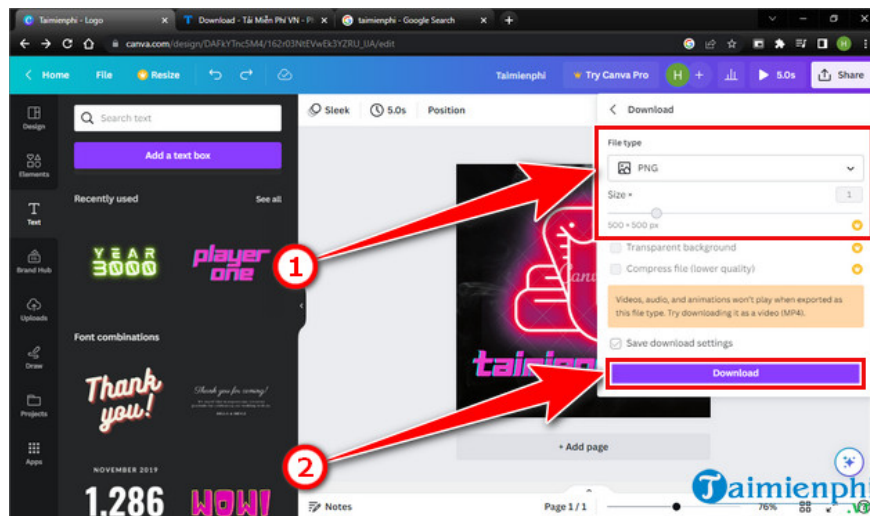 Taimienphi - Logo
Download - Tải Miễn Phí VN - Ph
taimienphi - Google Search
canva.com/design/DAFkYTnc5M4/162r03NtEVwEk3YZRU_UA/edit
Home File Resize
Taimienphi Try Canva Pro H + 5.0s Share
Design
Elements
Text
Brand Hub
Uploads
Draw
Projects
Apps
Search text
Add a text box
Recently used See all
YEAR
3000
player
one
Font combinations
Thank
you!
Thank you for coming!
NOVEMBER 2019
1,286
WOW!
Sleek 5.0s Position
Download
File type
PNG
Size × 1
500 × 500 px
Transparent background
Compress file (lower quality)
Videos, audio, and animations won't play when exported as
this file type. Try downloading it as a video (MP4).
Save download settings
Download
1
2
+ Add page
Notes Page 1 / 1 76%
Taimienphi
.vn